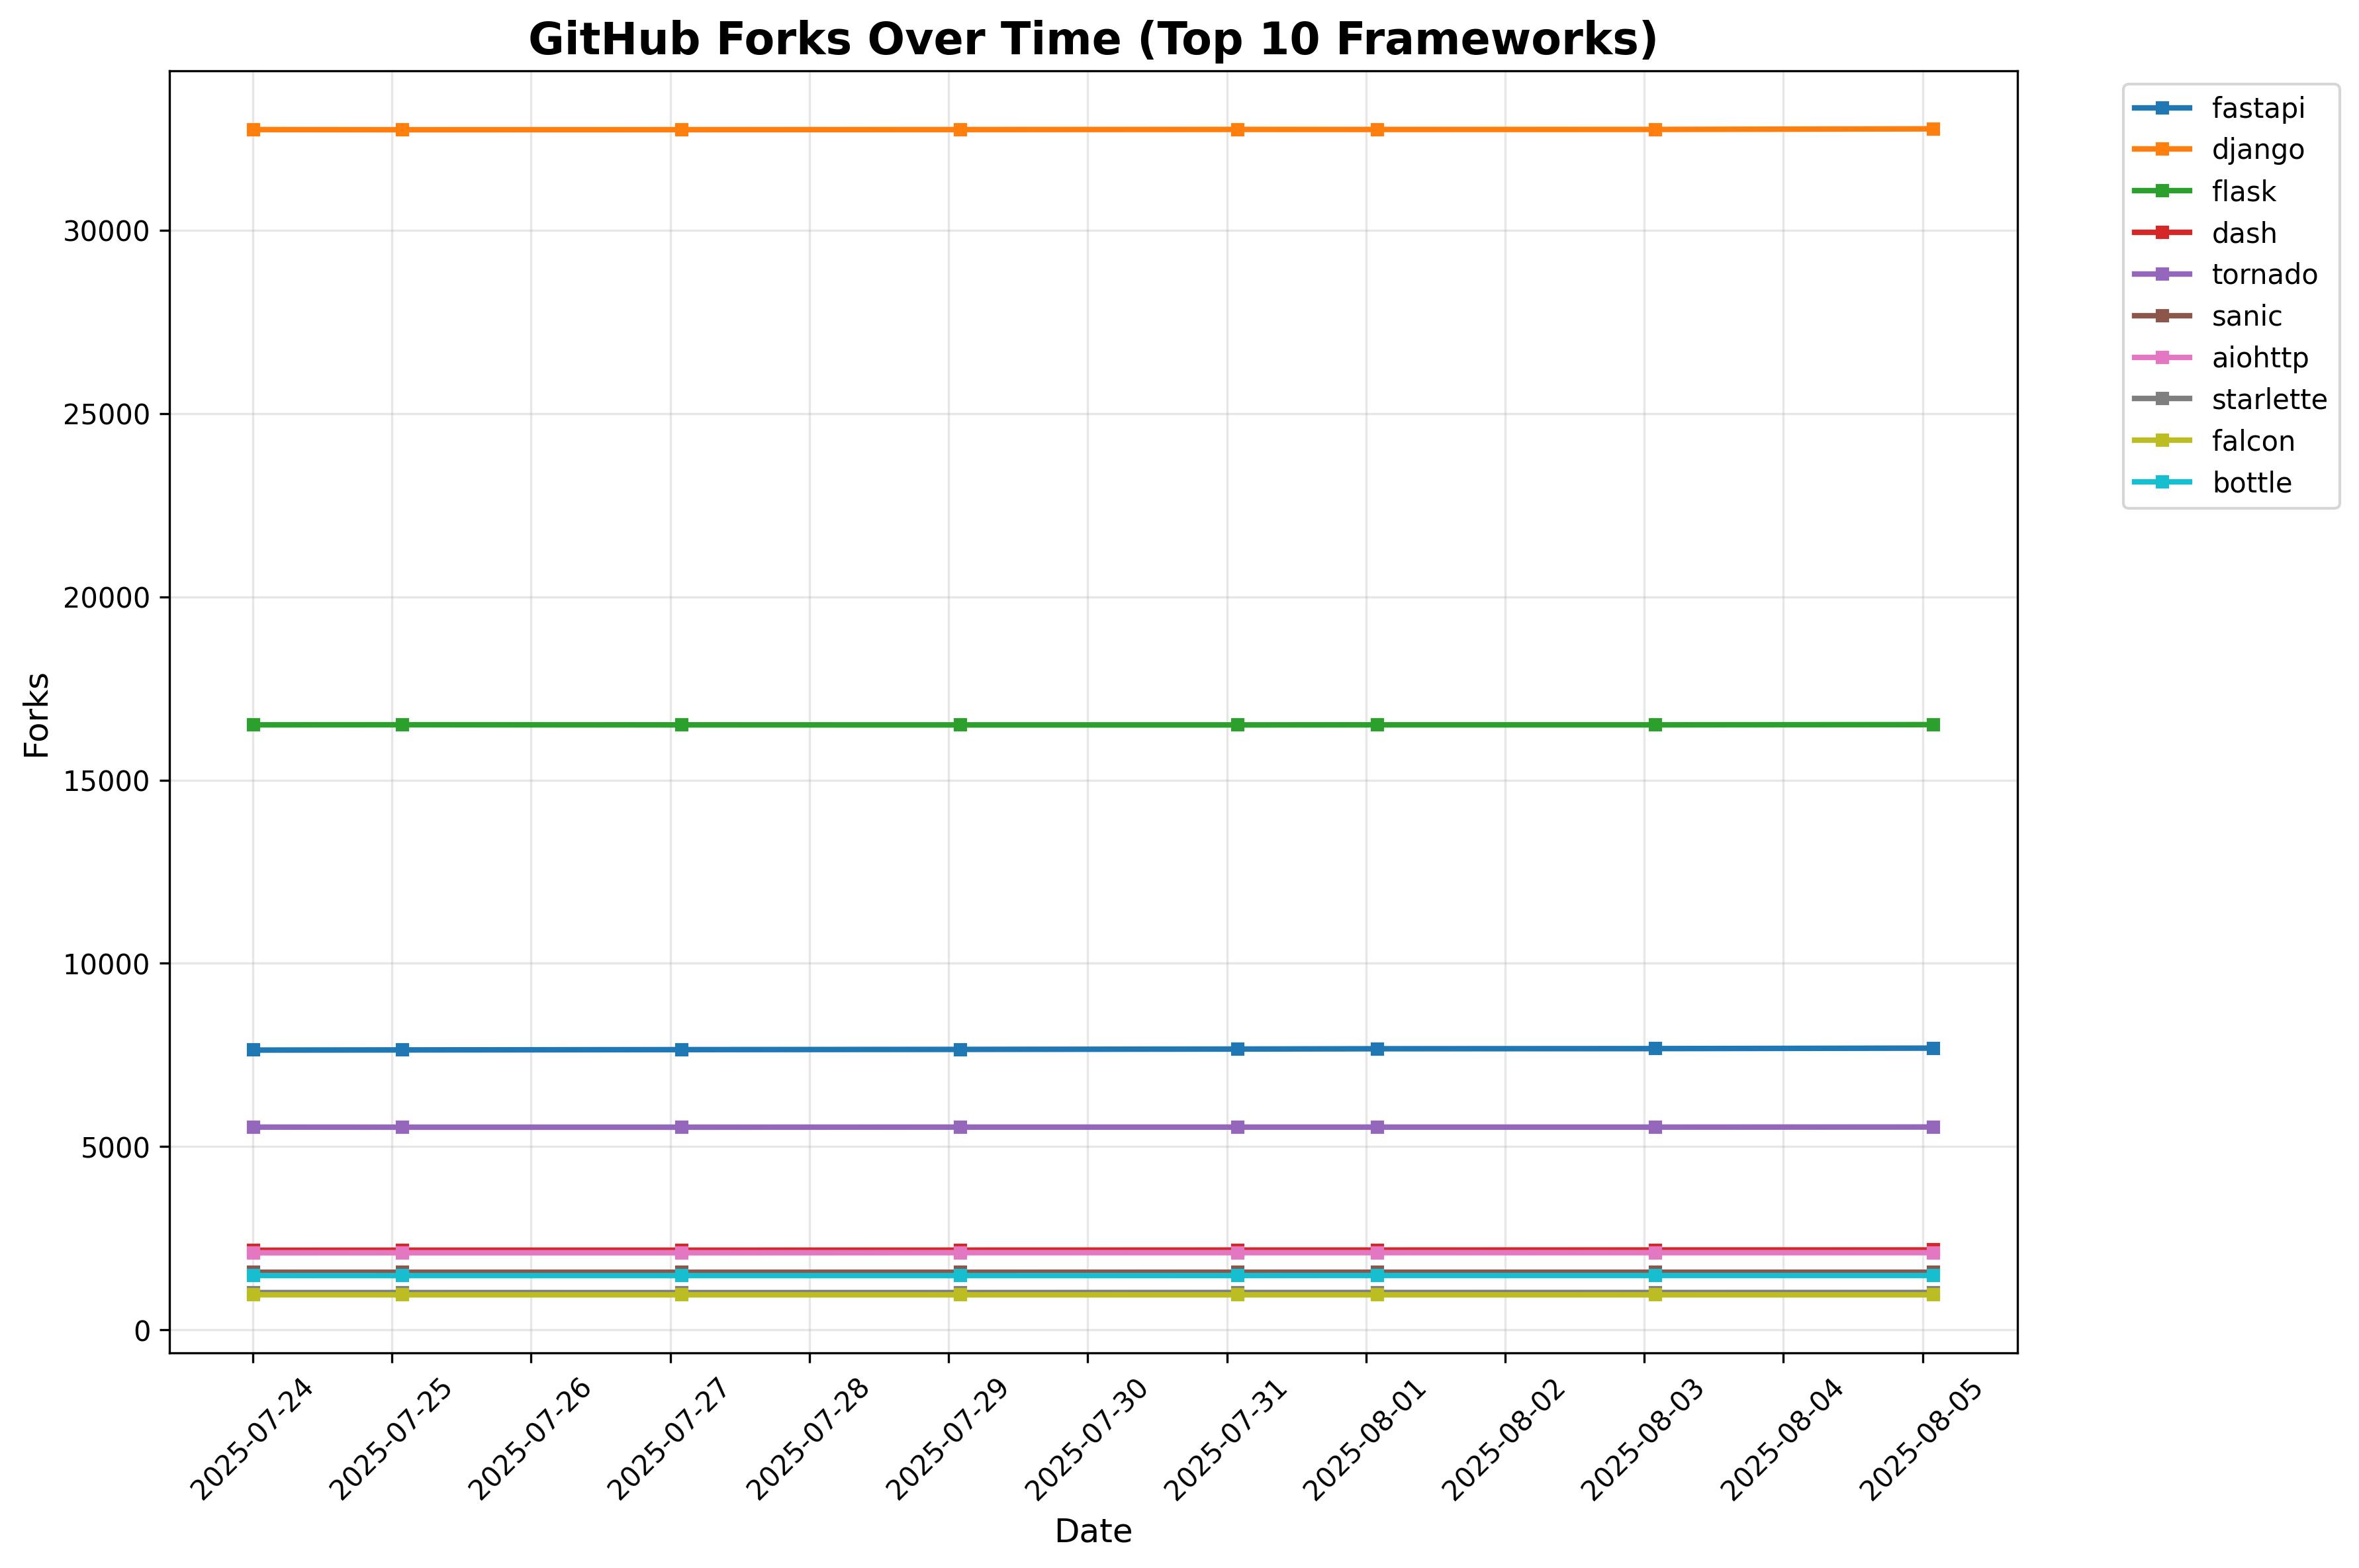 GitHub Forks Over Time (Top 10 Frameworks)
fastapi
django
flask
dash
tornado
sanic
aiohttp
starlette
falcon
bottle
Forks
30000
25000
20000
15000
10000
5000
0
2025-07-24
2025-07-25
2025-07-26
2025-07-27
2025-07-28
2025-07-29
2025-07-30
2025-07-31
2025-08-01
2025-08-02
2025-08-03
2025-08-04
2025-08-05
Date